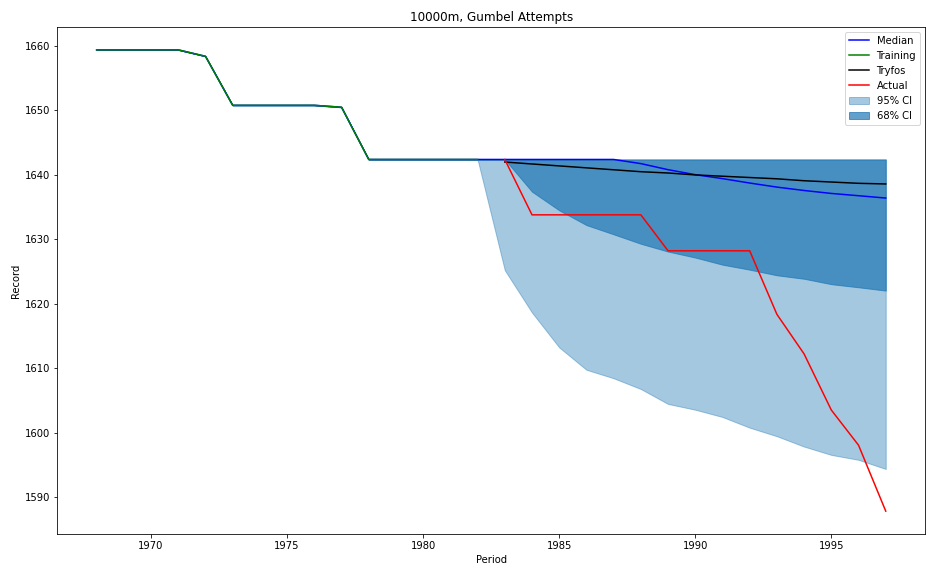 10000m, Gumbel Attempts
Median
Training
Tryfos
Actual
95% CI
68% CI
Record
1660
1650
1640
1630
1620
1610
1600
1590
1970
1975
1980
1985
1990
1995
Period